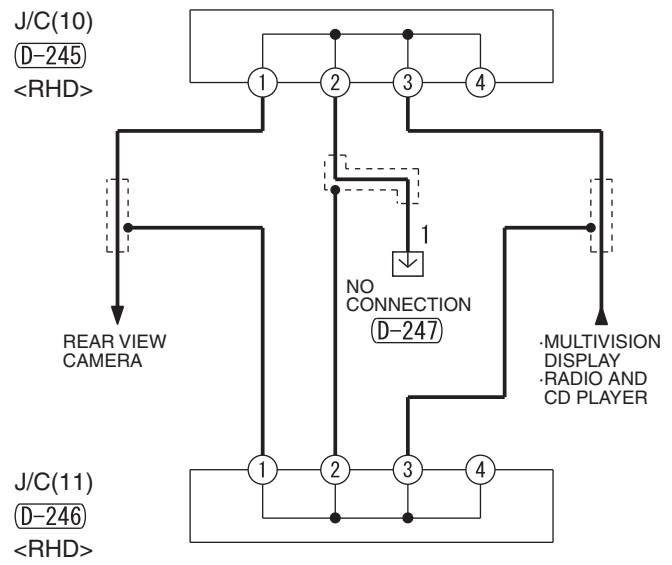 J/C(10)
D-245
<RHD>
1 2 3 4
1
NO
CONNECTION
D-247
REAR VIEW
CAMERA
·MULTIVISION
DISPLAY
·RADIO AND
CD PLAYER
J/C(11)
D-246
<RHD>
1 2 3 4